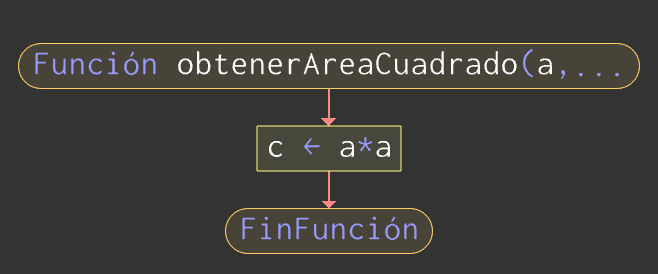 Función obtenerAreaCuadrado(a,...
c ← a*a
FinFunción